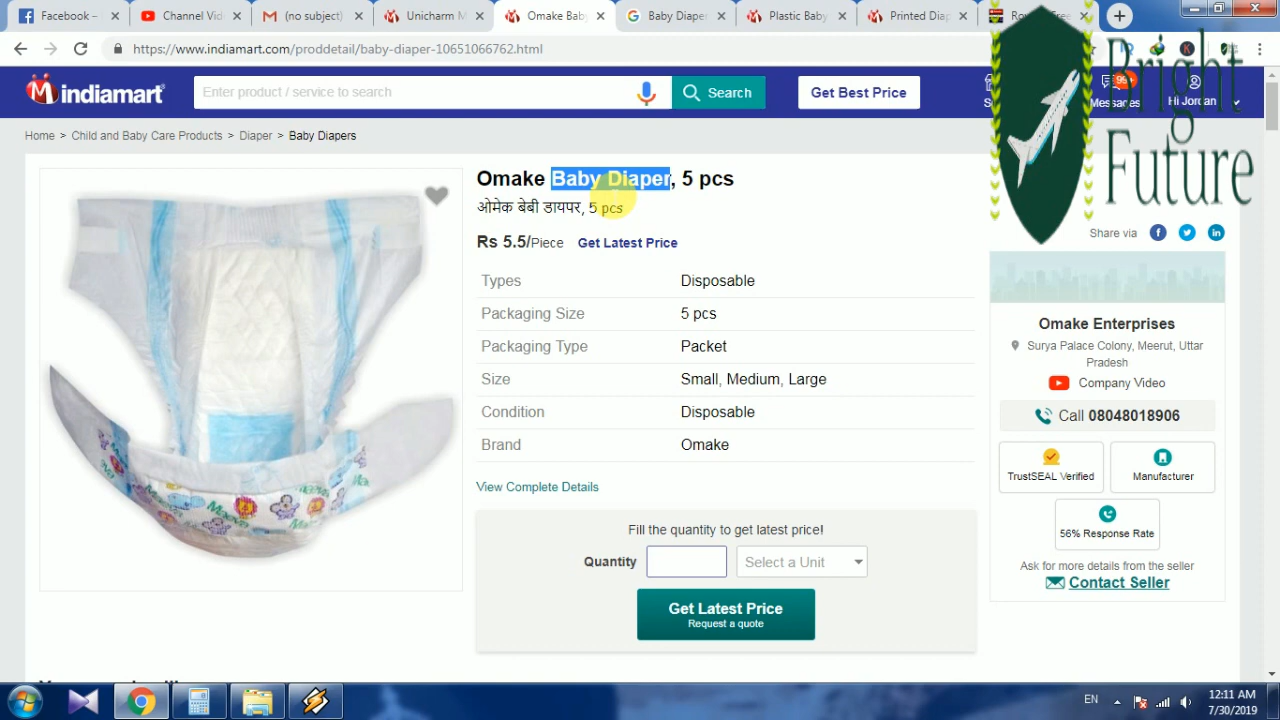 Facebook –
Channel Vid
(no subject)
Unicharm M
Omake Bab
Baby Diaper
Plastic Baby
Printed Disp
https://www.indiamart.com/proddetail/baby-diaper-10651066762.html
indiamart
Enter product / service to search
Search
Get Best Price
99+
Messages
Hi Jordan
Bright
Future
Home > Child and Baby Care Products > Diaper > Baby Diapers
Omake Baby Diaper, 5 pcs
ओमेक बेबी डायपर, 5 pcs
Rs 5.5/Piece Get Latest Price
Share via
Types Disposable
Packaging Size 5 pcs
Packaging Type Packet
Size Small, Medium, Large
Condition Disposable
Brand Omake
View Complete Details
Fill the quantity to get latest price!
Quantity Select a Unit
Get Latest Price
Request a quote
Omake Enterprises
Surya Palace Colony, Meerut, Uttar
Pradesh
Company Video
Call 08048018906
TrustSEAL Verified
Manufacturer
56% Response Rate
Ask for more details from the seller
Contact Seller
EN
12:11 AM
7/30/2019